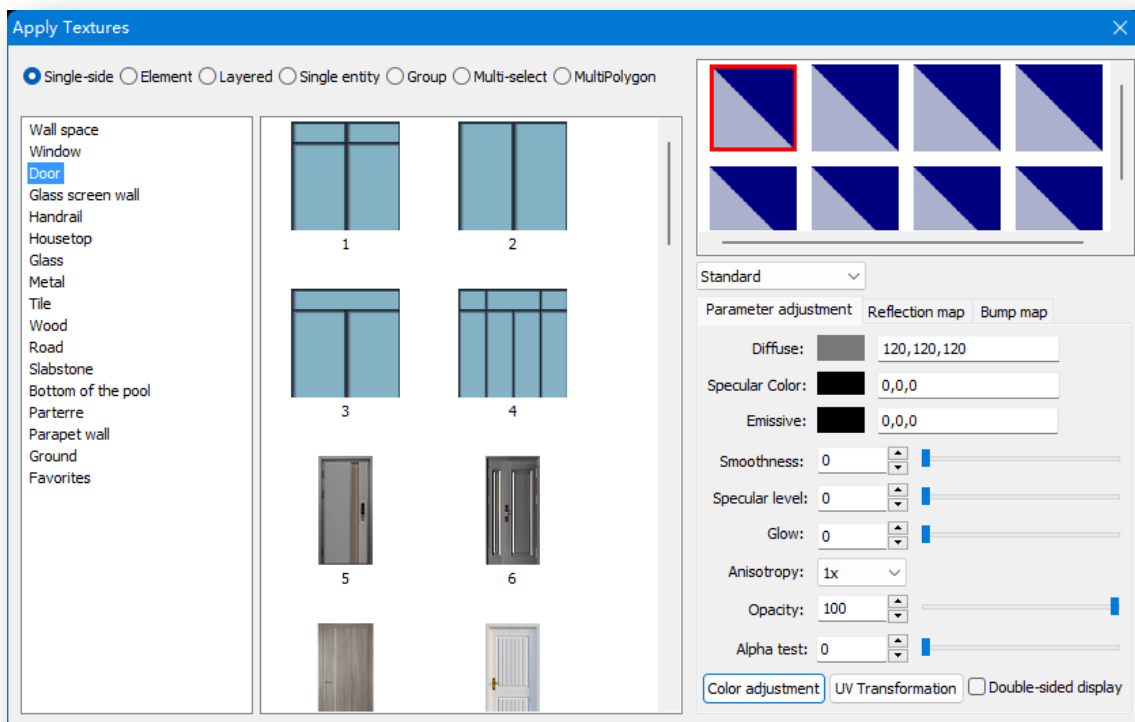 Apply Textures
Single-side Element Layered Single entity Group Multi-select MultiPolygon
Wall space
Window
Door
Glass screen wall
Handrail
Housetop
Glass
Metal
Tile
Wood
Road
Slabstone
Bottom of the pool
Parterre
Parapet wall
Ground
Favorites
1 2
3 4
5 6
Standard
Parameter adjustment Reflection map Bump map
Diffuse: 120,120,120
Specular Color: 0,0,0
Emissive: 0,0,0
Smoothness: 0
Specular level: 0
Glow: 0
Anisotropy: 1x
Opacity: 100
Alpha test: 0
Color adjustment UV Transformation Double-sided display